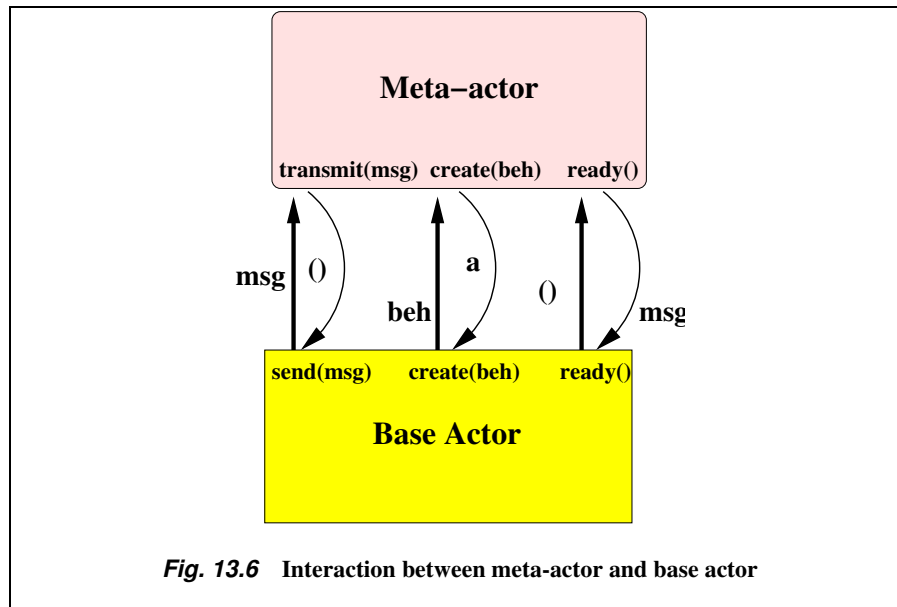 Meta-actor
transmit(msg) create(beh) ready()
msg () beh a () msg
send(msg) create(beh) ready()
Base Actor
Fig. 13.6 Interaction between meta-actor and base actor